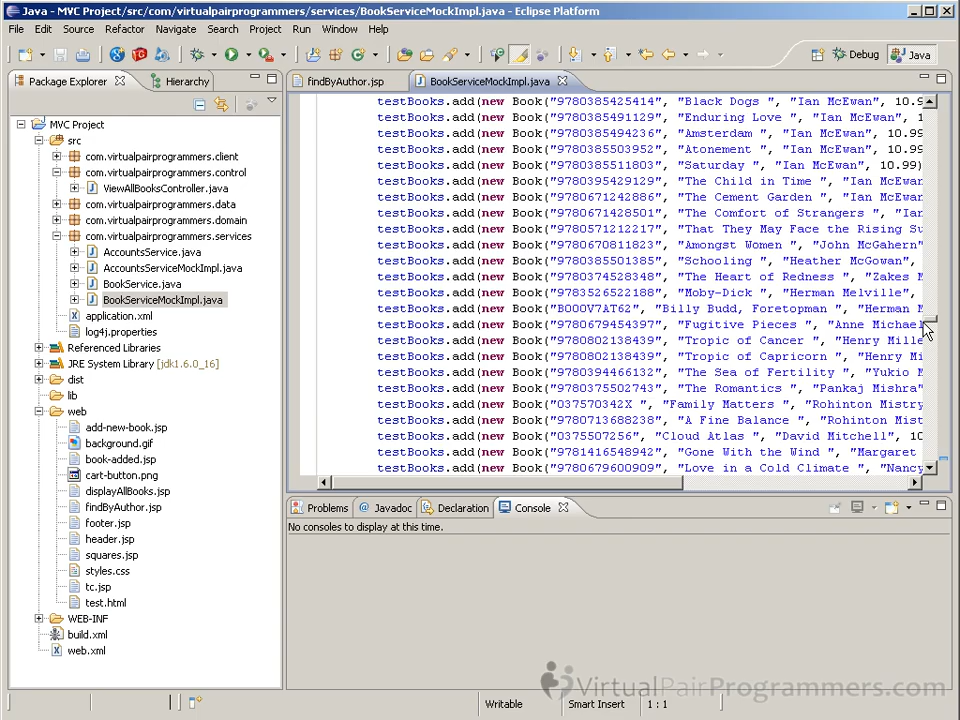 Java - MVC Project/src/com/virtualpairprogrammers/services/BookServiceMockImpl.java - Eclipse Platform
File Edit Source Refactor Navigate Search Project Run Window Help
Debug Java
Package Explorer Hierarchy
findByAuthor.jsp BookServiceMockImpl.java
MVC Project
src
com.virtualpairprogrammers.client
com.virtualpairprogrammers.control
ViewAllBooksController.java
com.virtualpairprogrammers.data
com.virtualpairprogrammers.domain
com.virtualpairprogrammers.services
AccountsService.java
AccountsServiceMockImpl.java
BookService.java
BookServiceMockImpl.java
application.xml
log4j.properties
Referenced Libraries
JRE System Library [jdk1.6.0_16]
dist
lib
web
add-new-book.jsp
background.gif
book-added.jsp
cart-button.png
displayAllBooks.jsp
findByAuthor.jsp
footer.jsp
header.jsp
squares.jsp
styles.css
tc.jsp
test.html
WEB-INF
build.xml
web.xml
testBooks.add(new Book("9780385425414", "Black Dogs ", "Ian McEwan", 10.9
testBooks.add(new Book("9780385491129", "Enduring Love ", "Ian McEwan", 1
testBooks.add(new Book("9780385494236", "Amsterdam ", "Ian McEwan", 10.99
testBooks.add(new Book("9780385503952", "Atonement ", "Ian McEwan", 10.99
testBooks.add(new Book("9780385511803", "Saturday ", "Ian McEwan", 10.99)
testBooks.add(new Book("9780395429129", "The Child in Time ", "Ian McEwan
testBooks.add(new Book("9780671242886", "The Cement Garden ", "Ian McEwan
testBooks.add(new Book("9780671428501", "The Comfort of Strangers ", "Ian
testBooks.add(new Book("9780571212217", "That They May Face the Rising Su
testBooks.add(new Book("9780670811823", "Amongst Women ", "John McGahern"
testBooks.add(new Book("9780385501385", "Schooling ", "Heather McGowan",
testBooks.add(new Book("9780374528348", "The Heart of Redness ", "Zakes M
testBooks.add(new Book("9783526522188", "Moby-Dick ", "Herman Melville",
testBooks.add(new Book("B000V7AT62", "Billy Budd, Foretopman ", "Herman M
testBooks.add(new Book("9780679454397", "Fugitive Pieces ", "Anne Michael
testBooks.add(new Book("9780802138439", "Tropic of Cancer ", "Henry Mille
testBooks.add(new Book("9780802138439", "Tropic of Capricorn ", "Henry Mi
testBooks.add(new Book("9780394466132", "The Sea of Fertility ", "Yukio M
testBooks.add(new Book("9780375502743", "The Romantics ", "Pankaj Mishra"
testBooks.add(new Book("037570342X ", "Family Matters ", "Rohinton Mistry
testBooks.add(new Book("9780713688238", "A Fine Balance ", "Rohinton Mist
testBooks.add(new Book("0375507256", "Cloud Atlas ", "David Mitchell", 10
testBooks.add(new Book("9781416548942", "Gone With the Wind ", "Margaret
testBooks.add(new Book("9780679600909", "Love in a Cold Climate ", "Nancy
Problems Javadoc Declaration Console
No consoles to display at this time.
VirtualPairProgrammers.com
Writable Smart Insert 1 : 1